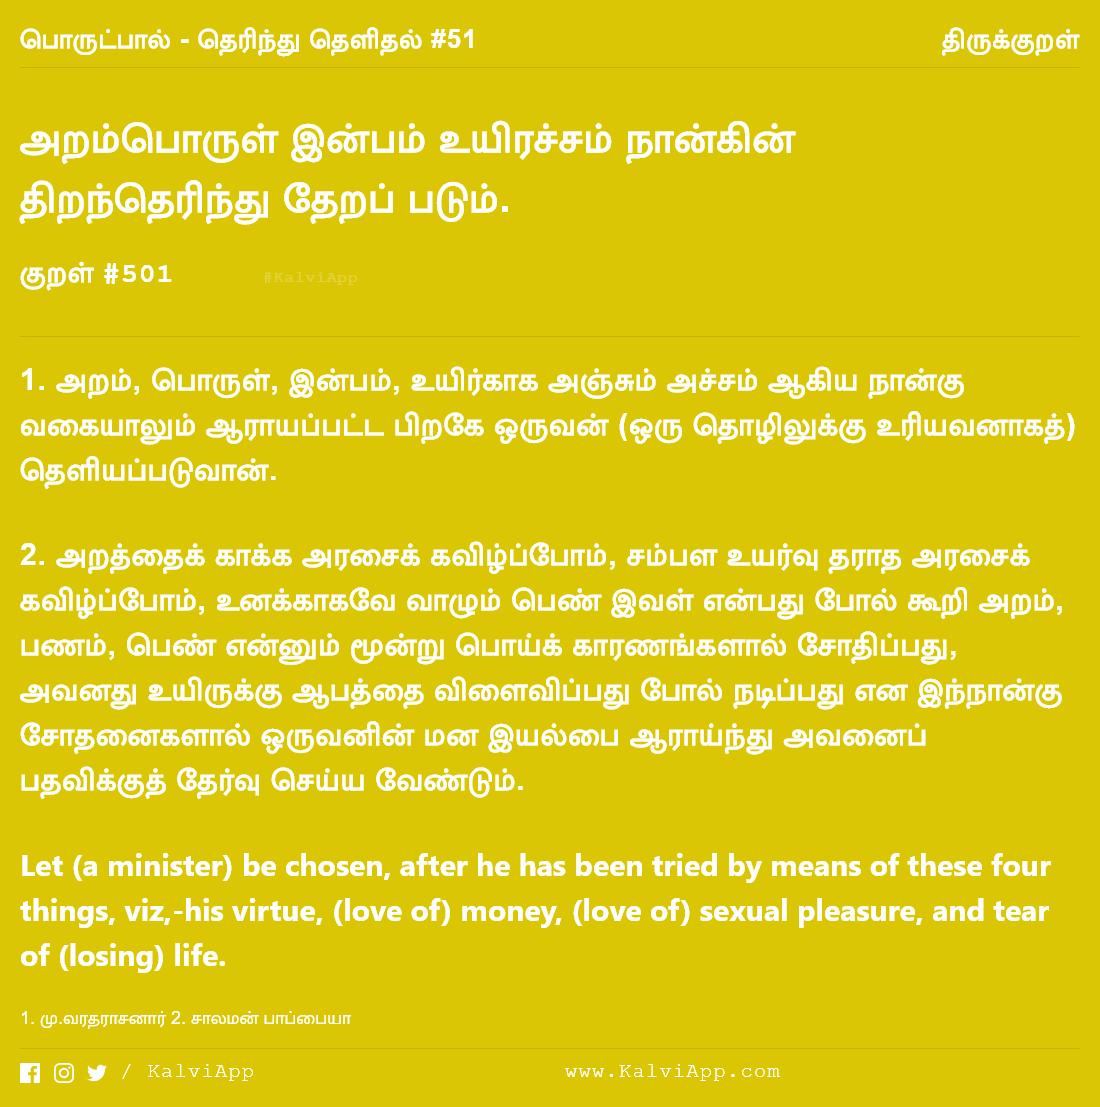 பொருட்பால் - தெரிந்து தெளிதல் #51
திருக்குறள்
அறம்பொருள் இன்பம் உயிரச்சம் நான்கின்
திறந்தெரிந்து தேறப் படும்.
குறள் #501
#KalviApp
1. அறம், பொருள், இன்பம், உயிர்காக அஞ்சும் அச்சம் ஆகிய நான்கு
வகையாலும் ஆராயப்பட்ட பிறகே ஒருவன் (ஒரு தொழிலுக்கு உரியவனாகத்)
தெளியப்படுவான்.
2. அறத்தைக் காக்க அரசைக் கவிழ்ப்போம், சம்பள உயர்வு தராத அரசைக்
கவிழ்ப்போம், உனக்காகவே வாழும் பெண் இவள் என்பது போல் கூறி அறம்,
பணம், பெண் என்னும் மூன்று பொய்க் காரணங்களால் சோதிப்பது,
அவனது உயிருக்கு ஆபத்தை விளைவிப்பது போல் நடிப்பது என இந்நான்கு
சோதனைகளால் ஒருவனின் மன இயல்பை ஆராய்ந்து அவனைப்
பதவிக்குத் தேர்வு செய்ய வேண்டும்.
Let (a minister) be chosen, after he has been tried by means of these four
things, viz,-his virtue, (love of) money, (love of) sexual pleasure, and tear
of (losing) life.
1. மு.வரதராசனார் 2. சாலமன் பாப்பையா
/ KalviApp
www.KalviApp.com